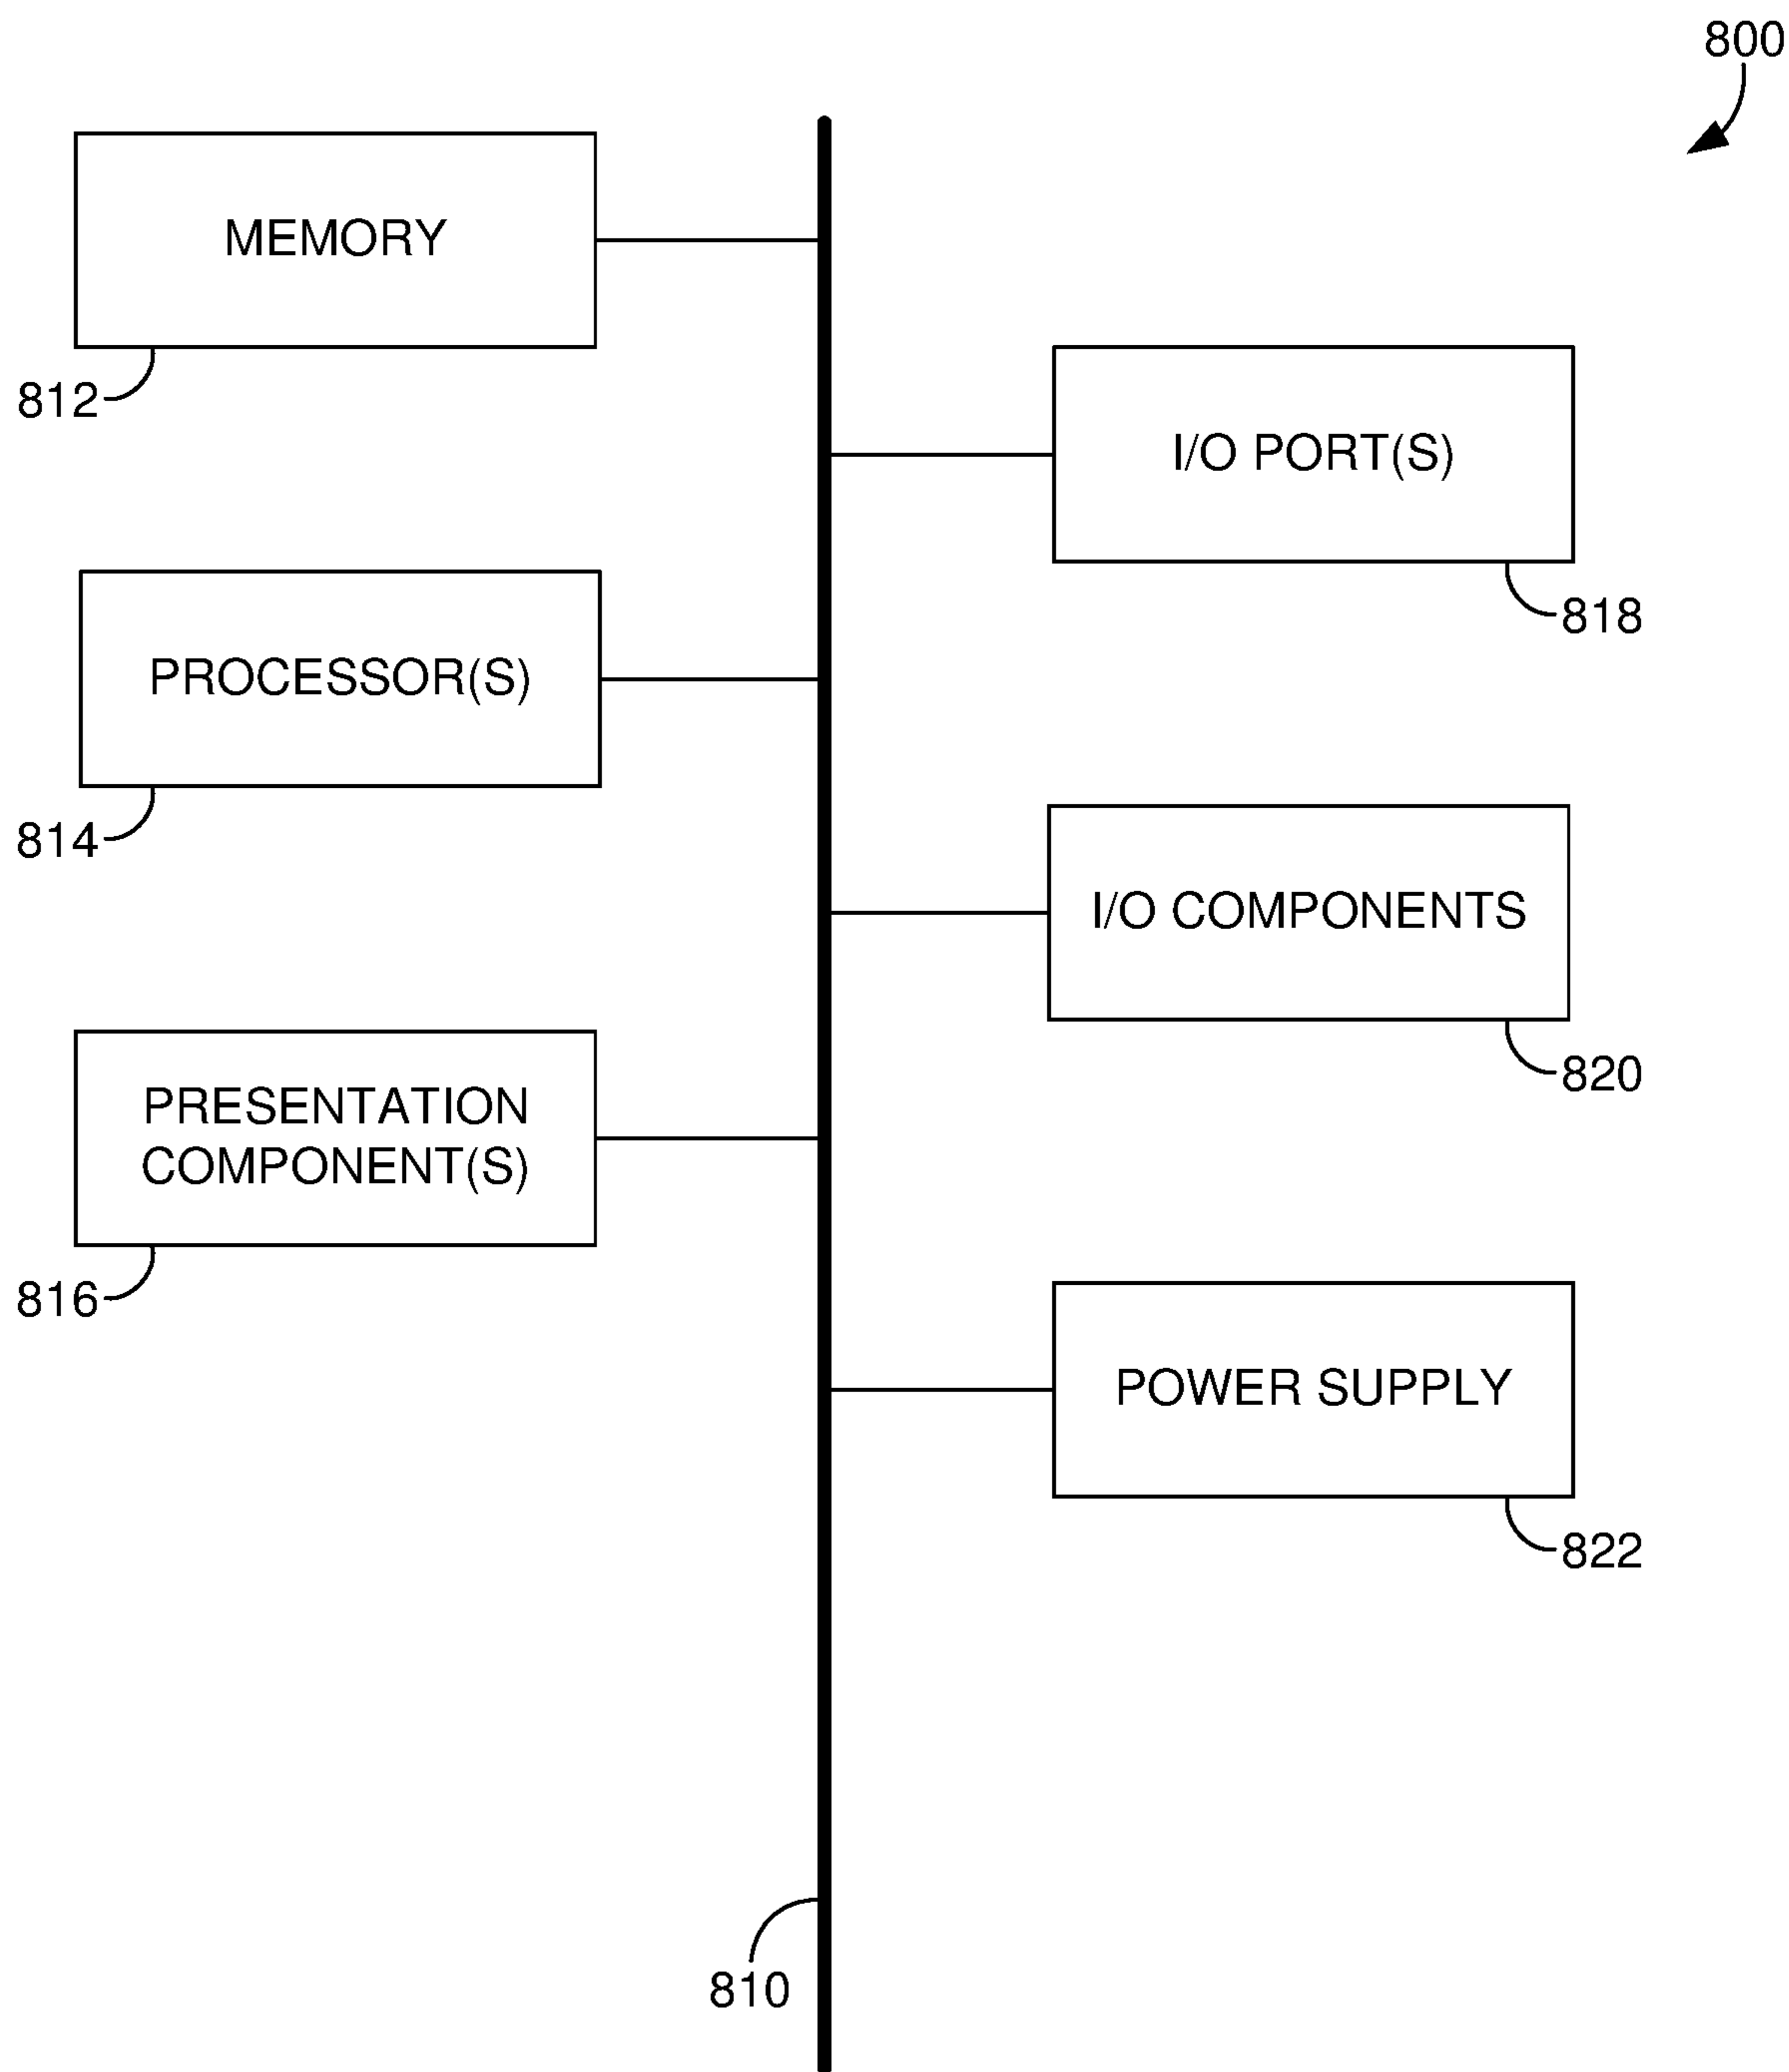 800
MEMORY
812
I/O PORT(S)
818
PROCESSOR(S)
814
I/O COMPONENTS
820
PRESENTATION
COMPONENT(S)
816
POWER SUPPLY
822
810